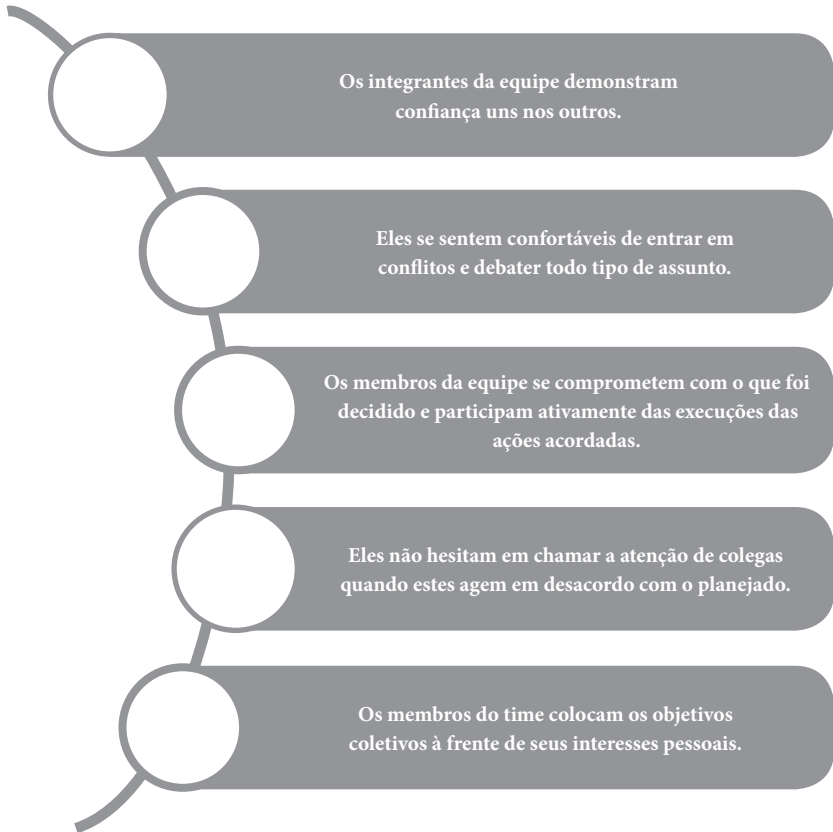 Os integrantes da equipe demonstram
confiança uns nos outros.
Eles se sentem confortáveis de entrar em
conflitos e debater todo tipo de assunto.
Os membros da equipe se comprometem com o que foi
decidido e participam ativamente das execuções das
ações acordadas.
Eles não hesitam em chamar a atenção de colegas
quando estes agem em desacordo com o planejado.
Os membros do time colocam os objetivos
coletivos à frente de seus interesses pessoais.